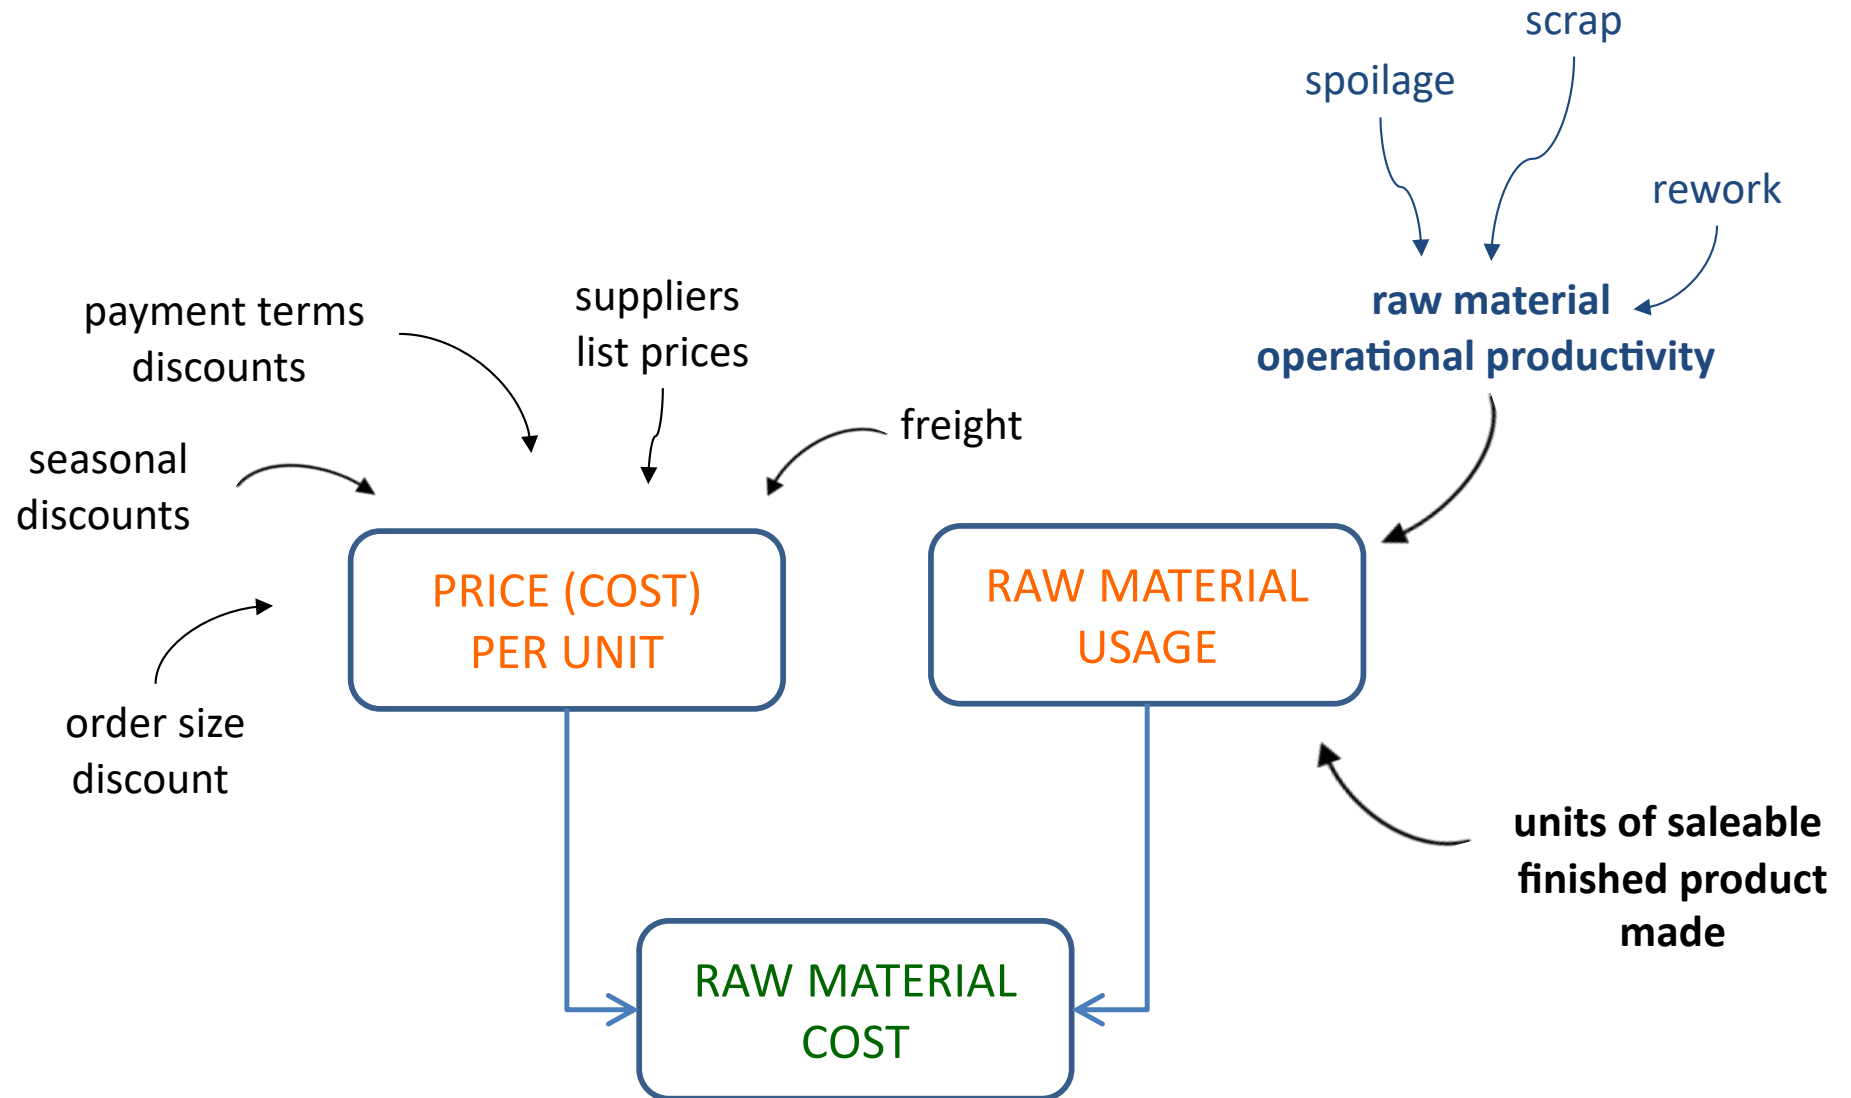 scrap
spoilage
rework
raw material
operational productivity
payment terms
discounts
suppliers
list prices
freight
seasonal
discounts
order size
discount
PRICE (COST)
PER UNIT
RAW MATERIAL
USAGE
units of saleable
finished product
made
RAW MATERIAL
COST